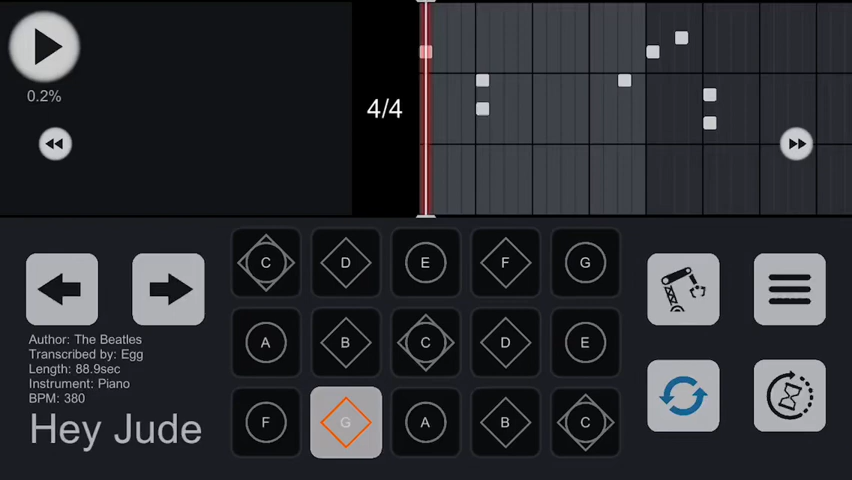 0.2%
4/4
C D E F G
A B C D E
F G A B C
Author: The Beatles
Transcribed by: Egg
Length: 88.9sec
Instrument: Piano
BPM: 380
Hey Jude